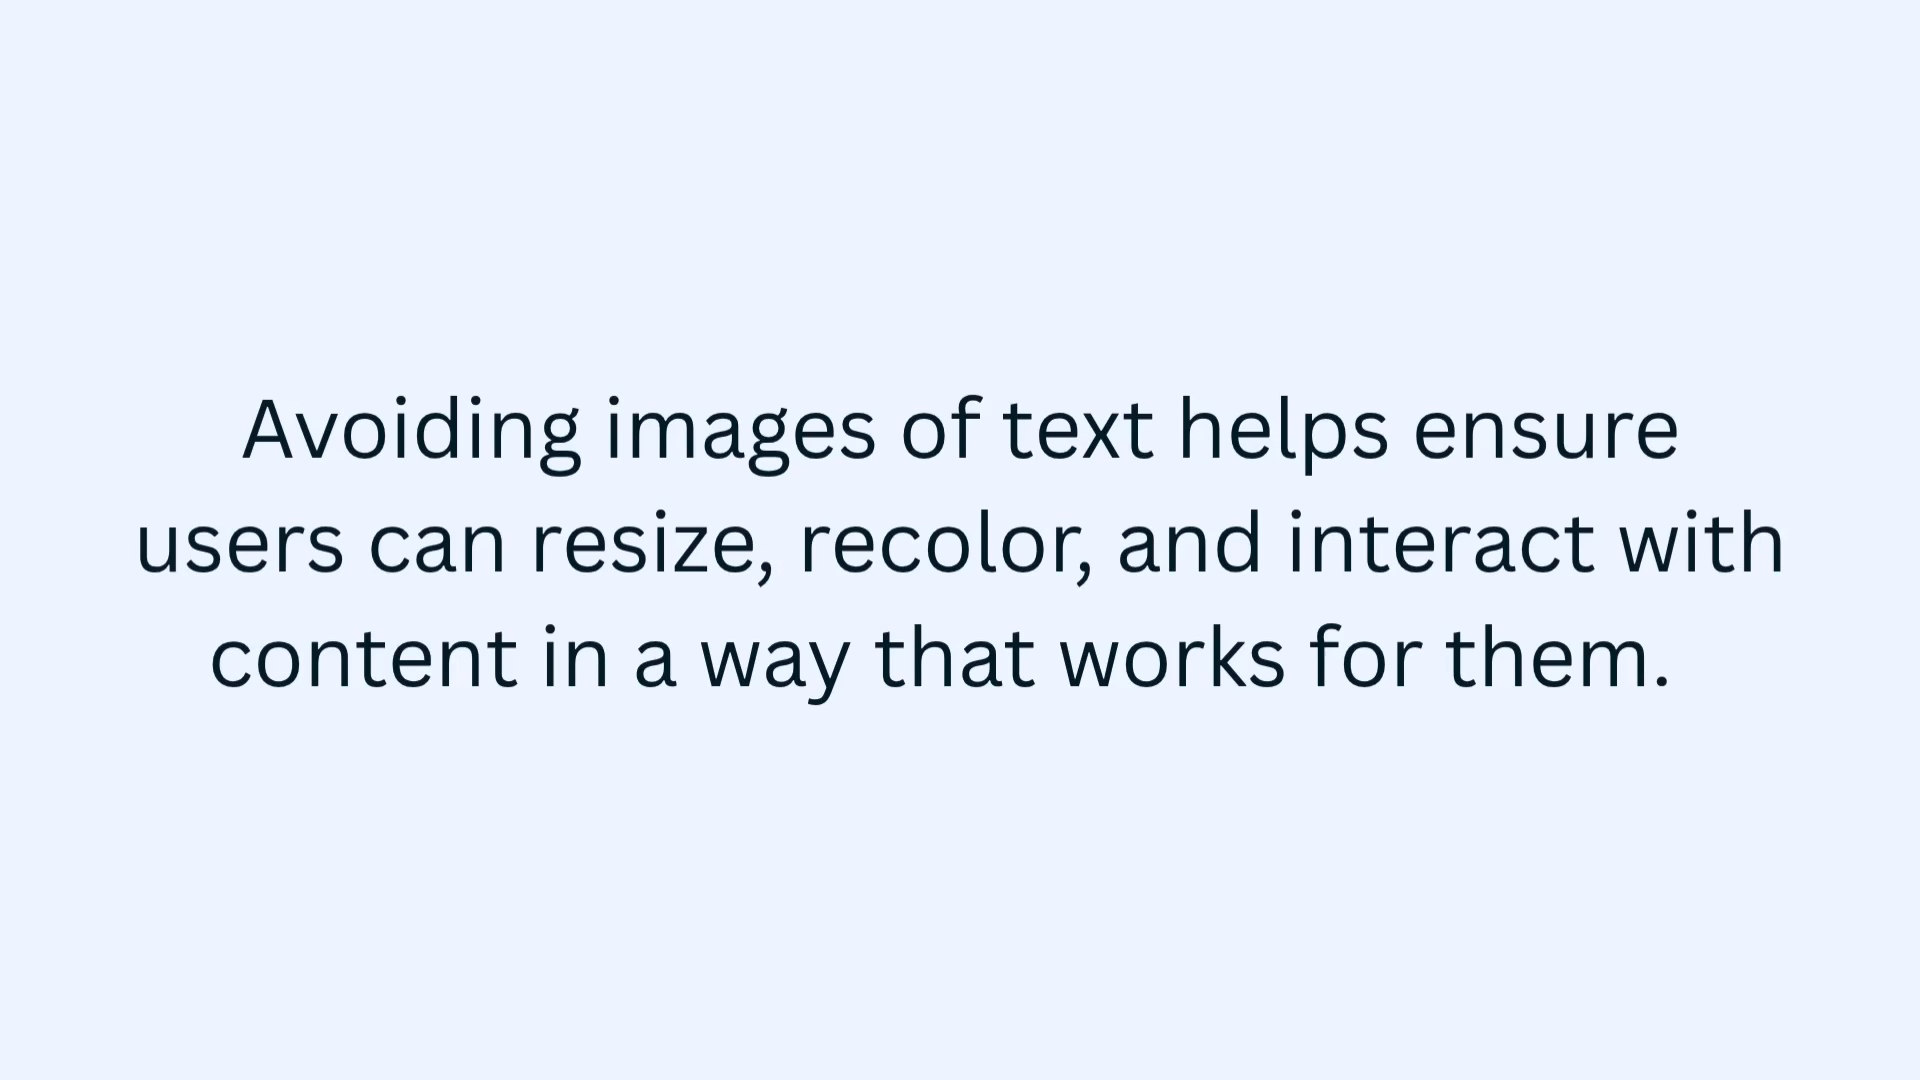 Avoiding images of text helps ensure
users can resize, recolor, and interact with
content in a way that works for them.